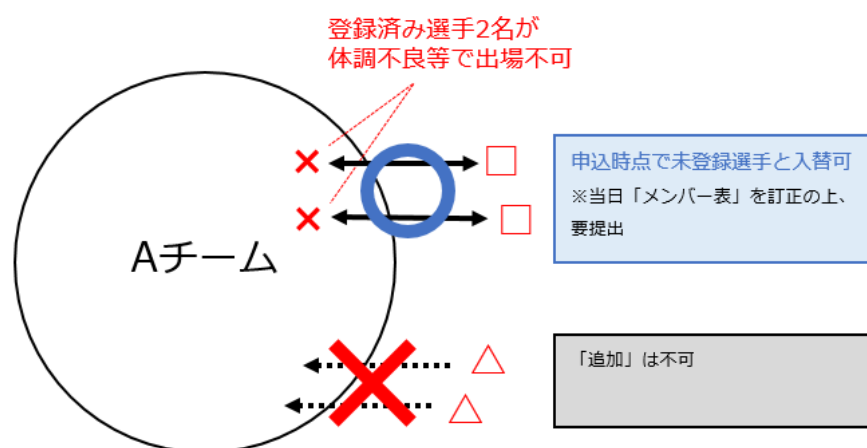 登録済み選手2名が
体調不良等で出場不可
申込時点で未登録選手と入替可
※当日「メンバー表」を訂正の上、
要提出
Aチーム
「追加」は不可